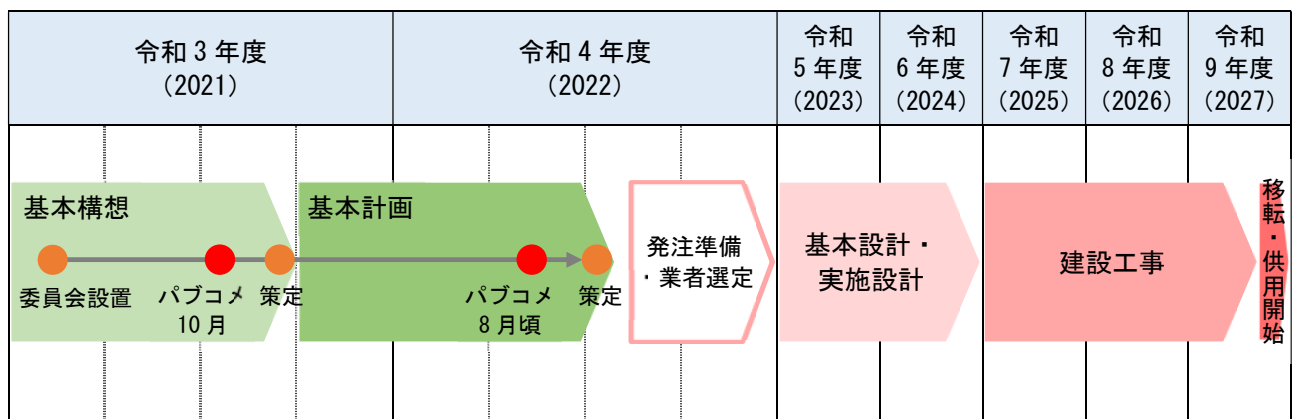 令和3年度
（2021）
令和4年度
（2022）
令和
5年度
（2023）
令和
6年度
（2024）
令和
7年度
（2025）
令和
8年度
（2026）
令和
9年度
（2027）
基本構想
委員会設置
パブコメ
10月
策定
基本計画
パブコメ
8月頃
策定
発注準備
・業者選定
基本設計・
実施設計
建設工事
移転・供用開始